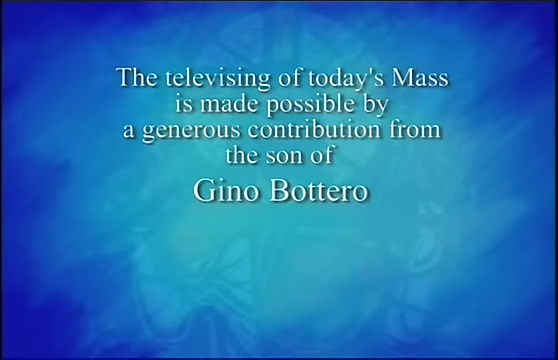 The televising of today's Mass
is made possible by
a generous contribution from
the son of
Gino Bottero